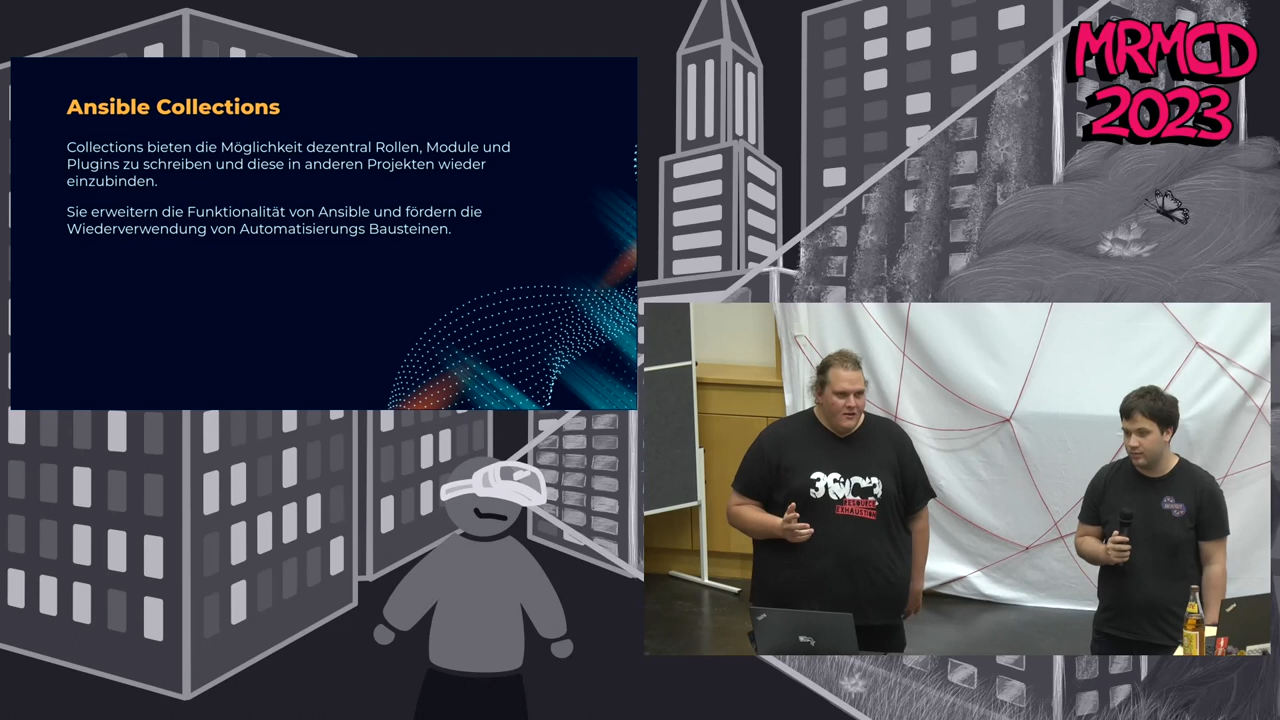 Ansible Collections
Collections bieten die Möglichkeit dezentral Rollen, Module und
Plugins zu schreiben und diese in anderen Projekten wieder
einzubinden.
Sie erweitern die Funktionalität von Ansible und fördern die
Wiederverwendung von Automatisierungs Bausteinen.
MRMCD
2023
RESOURCE
EXHAUSTION